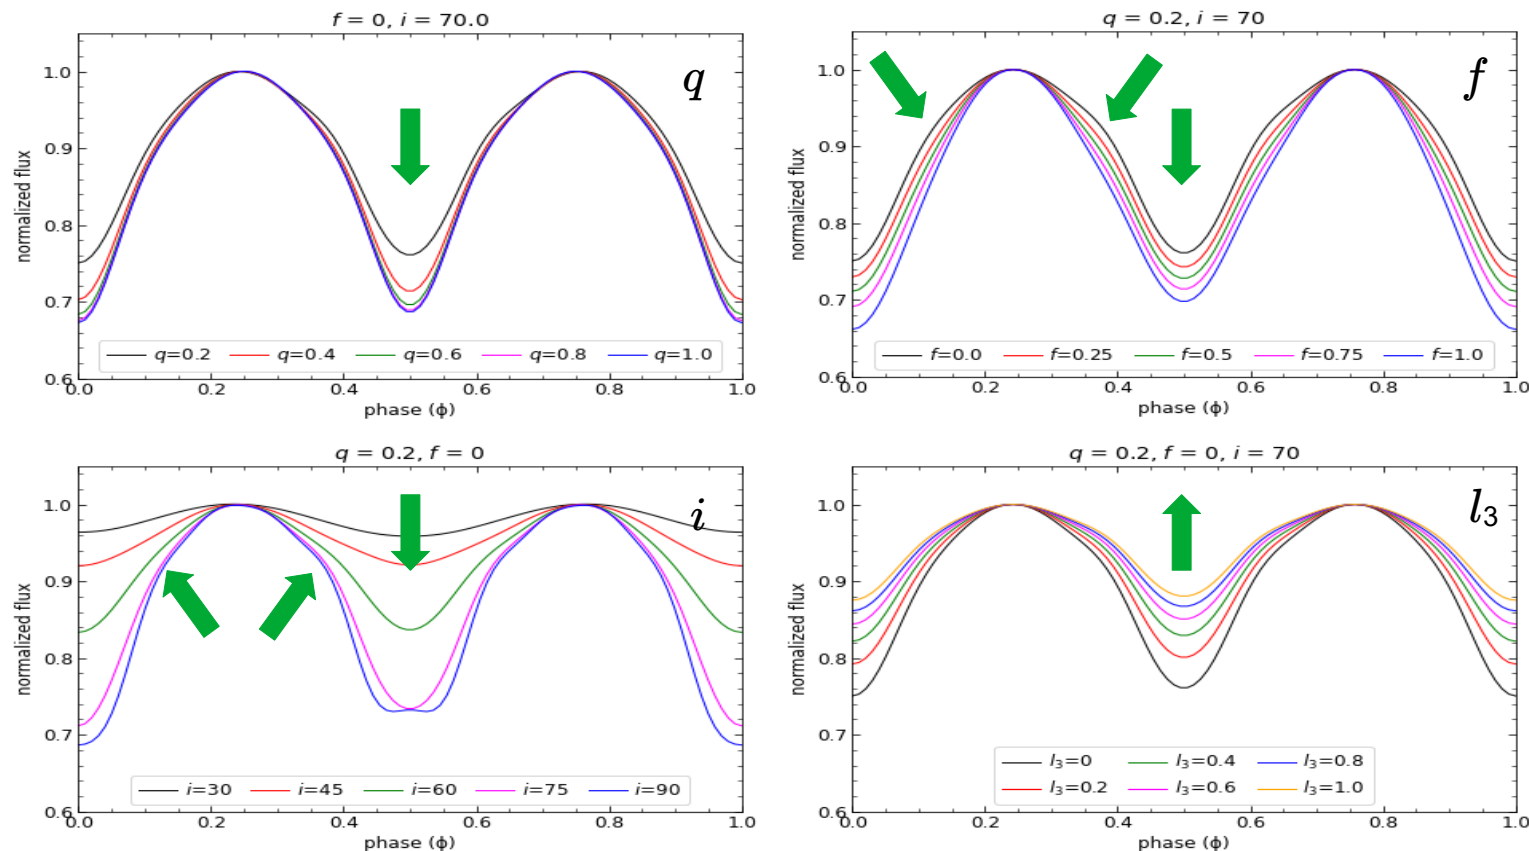 f = 0, i = 70.0
q
normalized flux
1.0
0.9
0.8
0.7
0.6
q=0.2 q=0.4 q=0.6 q=0.8 q=1.0
0.0 0.2 0.4 0.6 0.8 1.0
phase (ϕ)
q = 0.2, i = 70
f
normalized flux
1.0
0.9
0.8
0.7
0.6
f=0.0 f=0.25 f=0.5 f=0.75 f=1.0
0.0 0.2 0.4 0.6 0.8 1.0
phase (ϕ)
q = 0.2, f = 0
i
normalized flux
1.0
0.9
0.8
0.7
0.6
i=30 i=45 i=60 i=75 i=90
0.0 0.2 0.4 0.6 0.8 1.0
phase (ϕ)
q = 0.2, f = 0, i = 70
l₃
normalized flux
1.0
0.9
0.8
0.7
0.6
l₃=0 l₃=0.4 l₃=0.8
l₃=0.2 l₃=0.6 l₃=1.0
0.0 0.2 0.4 0.6 0.8 1.0
phase (ϕ)